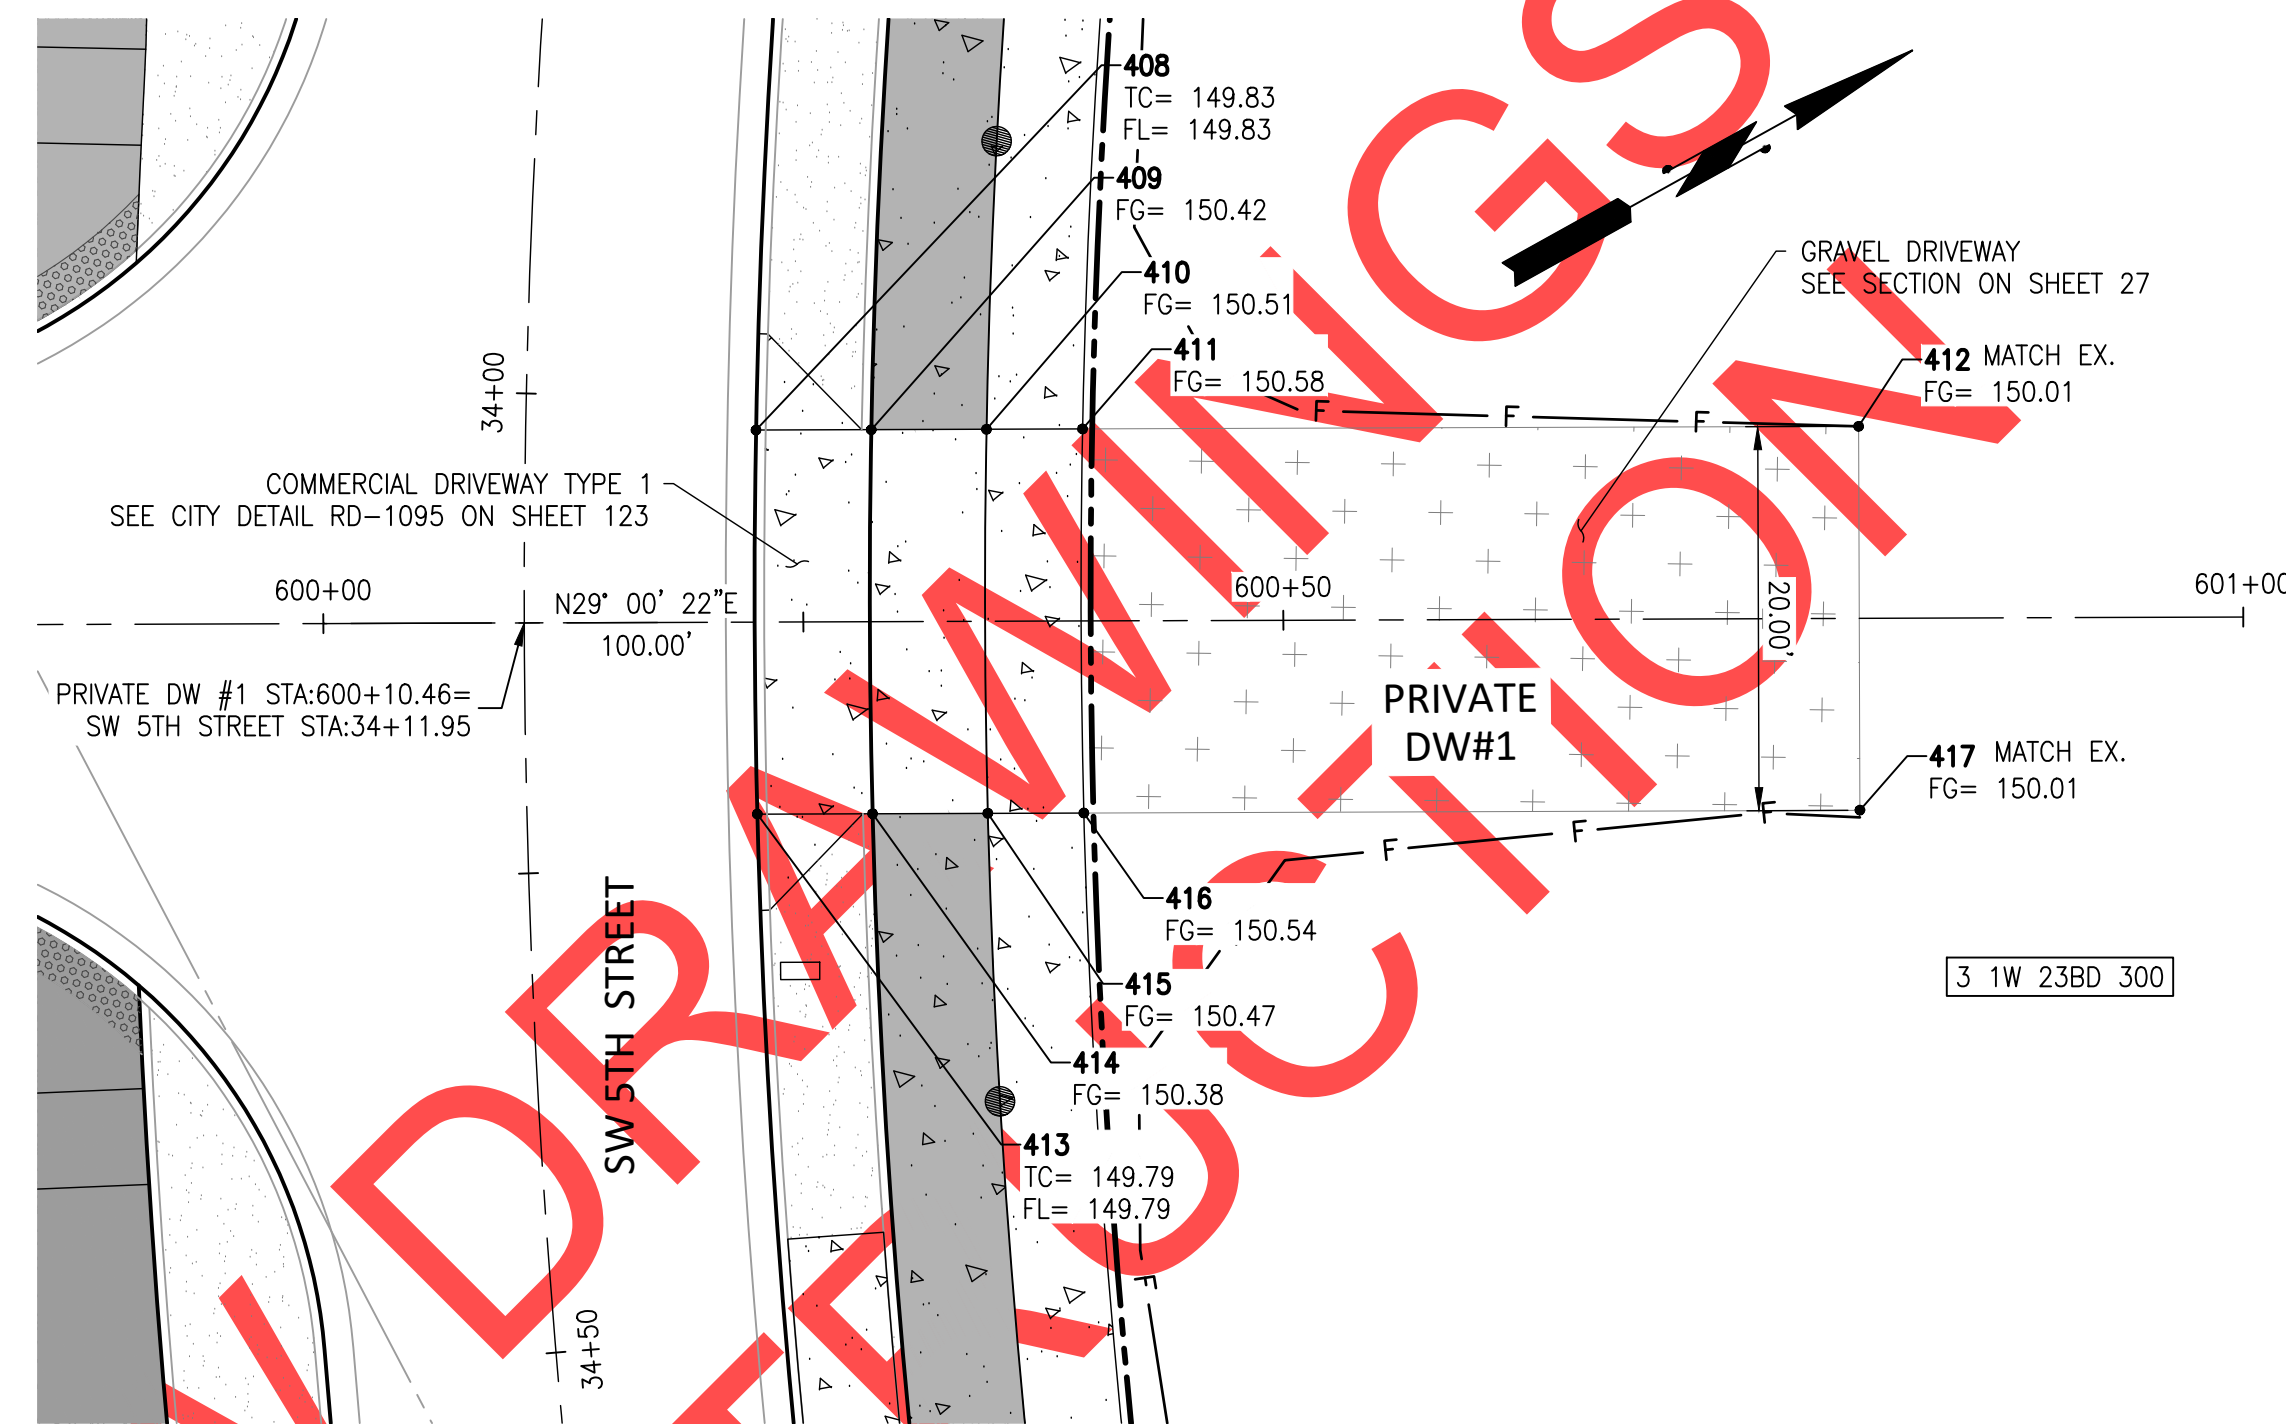 408
TC= 149.83
FL= 149.83
409
FG= 150.42
410
FG= 150.51
411
FG= 150.58
GRAVEL DRIVEWAY
SEE SECTION ON SHEET 27
412 MATCH EX.
FG= 150.01
34+00
F F F
COMMERCIAL DRIVEWAY TYPE 1
SEE CITY DETAIL RD-1095 ON SHEET 123
600+00
N29° 00' 22"E
100.00'
600+50
20.00'
601+00
PRIVATE DW #1 STA:600+10.46=
SW 5TH STREET STA:34+11.95
PRIVATE
DW#1
417 MATCH EX.
FG= 150.01
F F F
416
FG= 150.54
415
FG= 150.47
414
FG= 150.38
413
TC= 149.79
FL= 149.79
3 1W 23BD 300
SW 5TH STREET
F
34+50
DRAWINGS
CTION